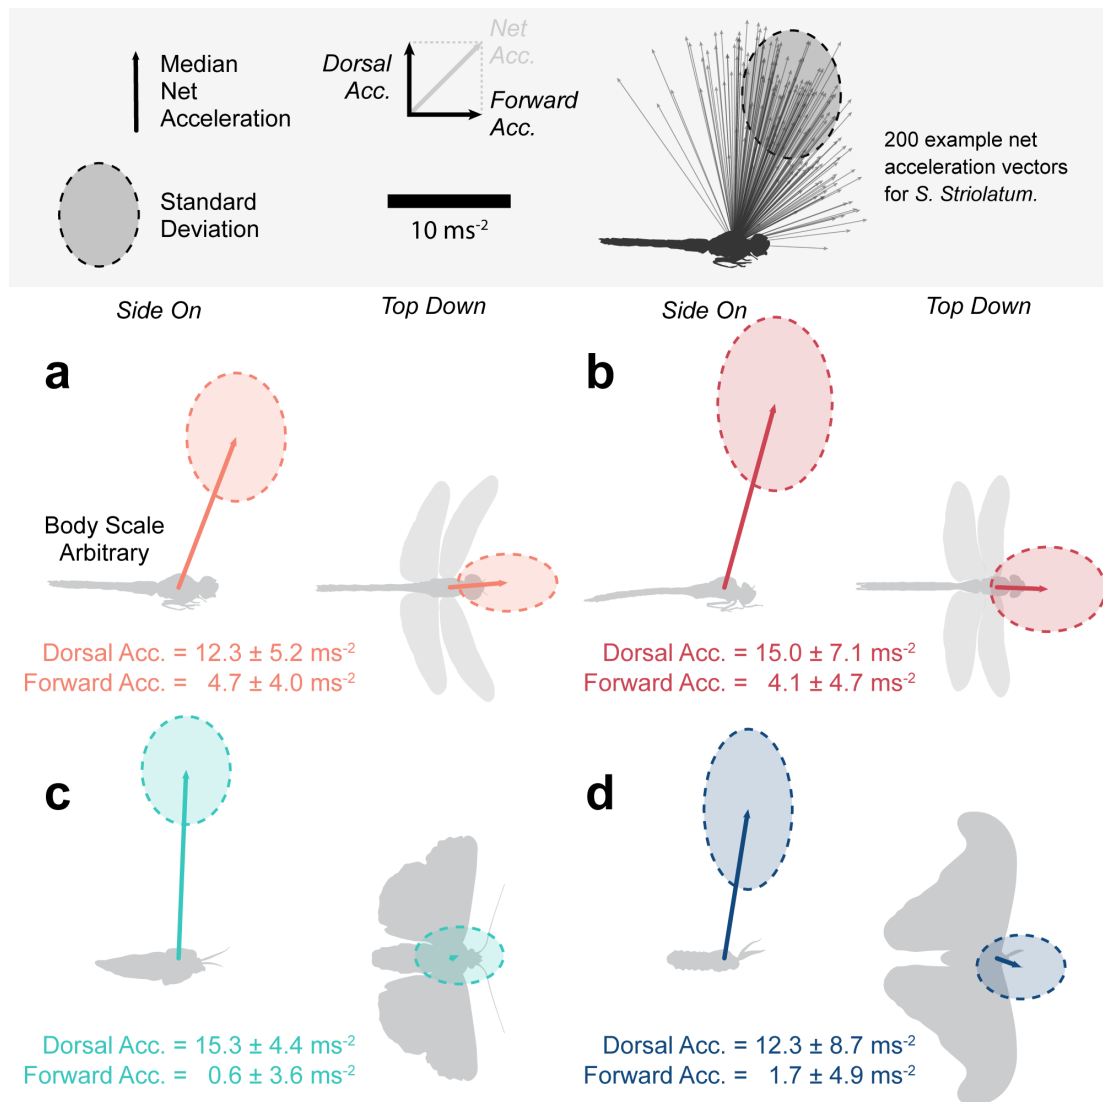 Median
Net
Acceleration
Standard
Deviation
Dorsal
Acc.
Net
Acc.
Forward
Acc.
10 ms⁻²
200 example net
acceleration vectors
for S. Striolatum.
Side On
Top Down
Side On
Top Down
a
Body Scale
Arbitrary
Dorsal Acc. = 12.3 ± 5.2 ms⁻²
Forward Acc. = 4.7 ± 4.0 ms⁻²
b
Dorsal Acc. = 15.0 ± 7.1 ms⁻²
Forward Acc. = 4.1 ± 4.7 ms⁻²
c
Dorsal Acc. = 15.3 ± 4.4 ms⁻²
Forward Acc. = 0.6 ± 3.6 ms⁻²
d
Dorsal Acc. = 12.3 ± 8.7 ms⁻²
Forward Acc. = 1.7 ± 4.9 ms⁻²